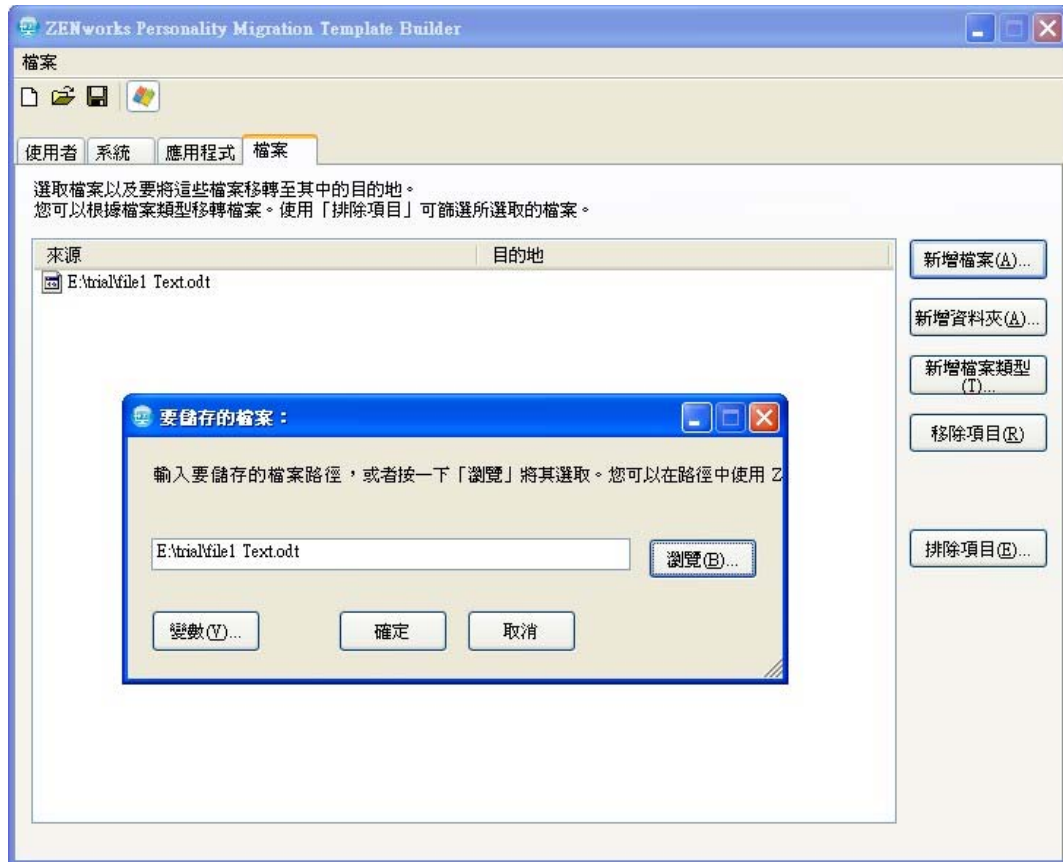 ZENworks Personality Migration Template Builder
檔案
使用者 系統 應用程式 檔案
選取檔案以及要將這些檔案移轉至其中的目的地。
您可以根據檔案類型移轉檔案。使用「排除項目」可篩選所選取的檔案。
來源 目的地
E:\trial\file1 Text.odt
新增檔案(A)...
新增資料夾(A)...
新增檔案類型
(T)...
移除項目(R)
排除項目(E)...
要儲存的檔案：
輸入要儲存的檔案路徑，或者按一下「瀏覽」將其選取。您可以在路徑中使用 Z
E:\trial\file1 Text.odt
瀏覽(B)...
變數(V)...
確定
取消